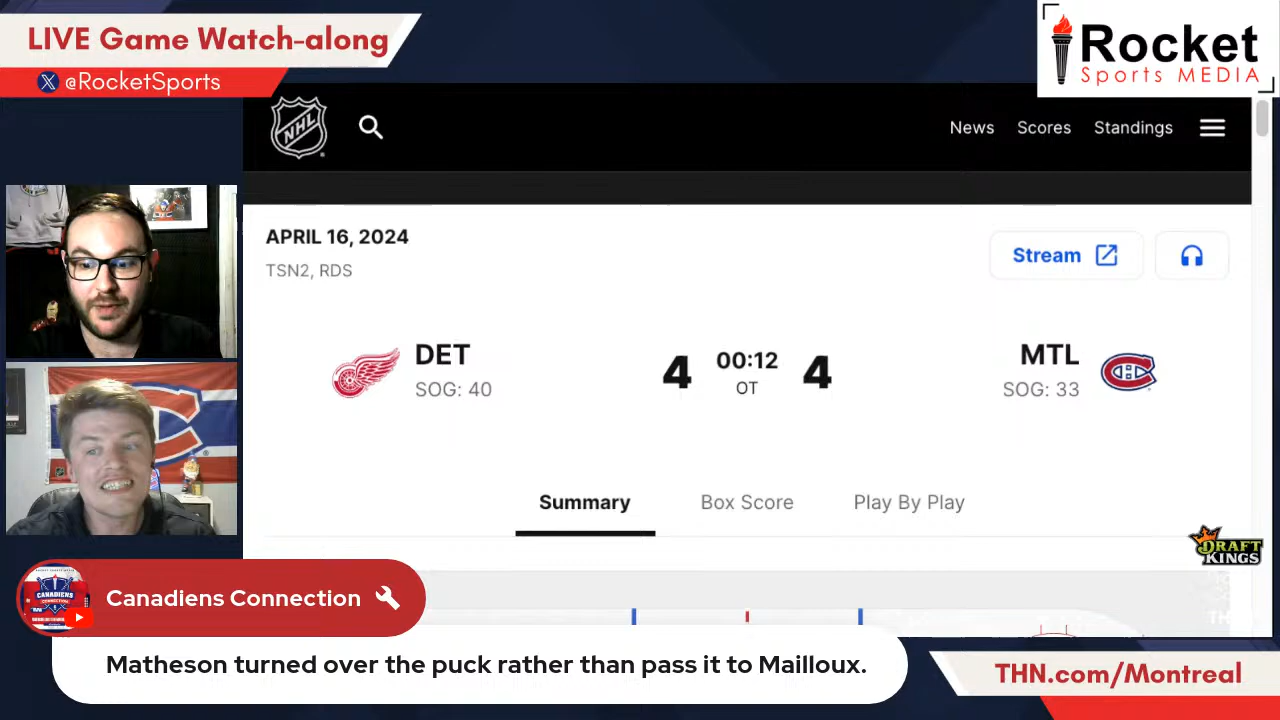 LIVE Game Watch-along
@RocketSports
Rocket
Sports MEDIA
NHL
News Scores Standings
APRIL 16, 2024
TSN2, RDS
Stream
DET
SOG: 40
4
00:12
OT
4
MTL
SOG: 33
Summary Box Score Play By Play
DRAFT
KINGS
Canadiens Connection
Matheson turned over the puck rather than pass it to Mailloux.
THN.com/Montreal